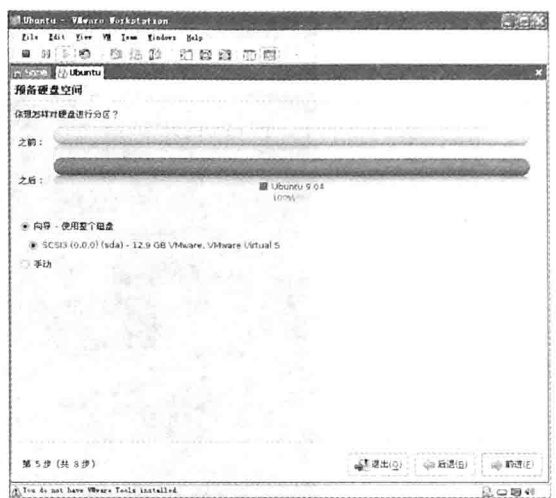 Ubuntu - VMware Workstation
File Edit View VM Team Windows Help
Home Ubuntu
预备硬盘空间
你想怎样对硬盘进行分区？
之前：
之后：
Ubuntu 9.04
100%
向导 - 使用整个磁盘
SCSI3 (0,0,0) (sda) - 12.9 GB VMware, VMware Virtual S
手动
第 5 步 (共 8 步)
退出(Q) 后退(B) 前进(F)
You do not have VMware Tools installed.